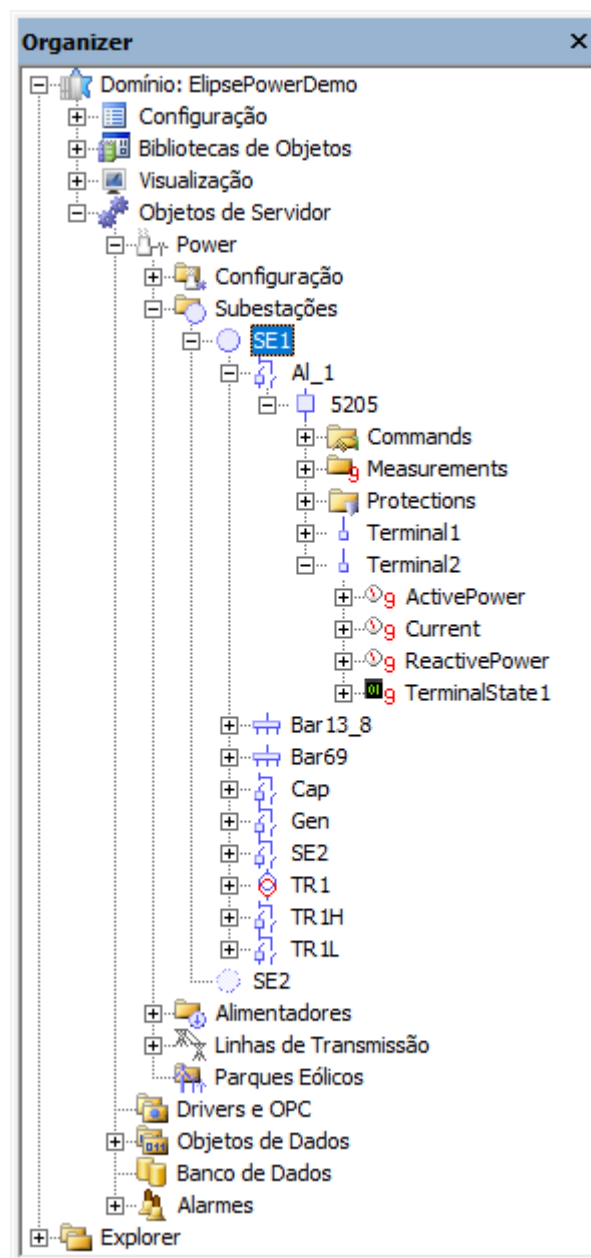 Organizer
Domínio: ElipsePowerDemo
Configuração
Bibliotecas de Objetos
Visualização
Objetos de Servidor
Power
Configuração
Subestações
SE1
Al_1
5205
Commands
Measurements
Protections
Terminal1
Terminal2
ActivePower
Current
ReactivePower
TerminalState1
Bar13_8
Bar69
Cap
Gen
SE2
TR1
TR1H
TR1L
SE2
Alimentadores
Linhas de Transmissão
Parques Eólicos
Drivers e OPC
Objetos de Dados
Banco de Dados
Alarmes
Explorer